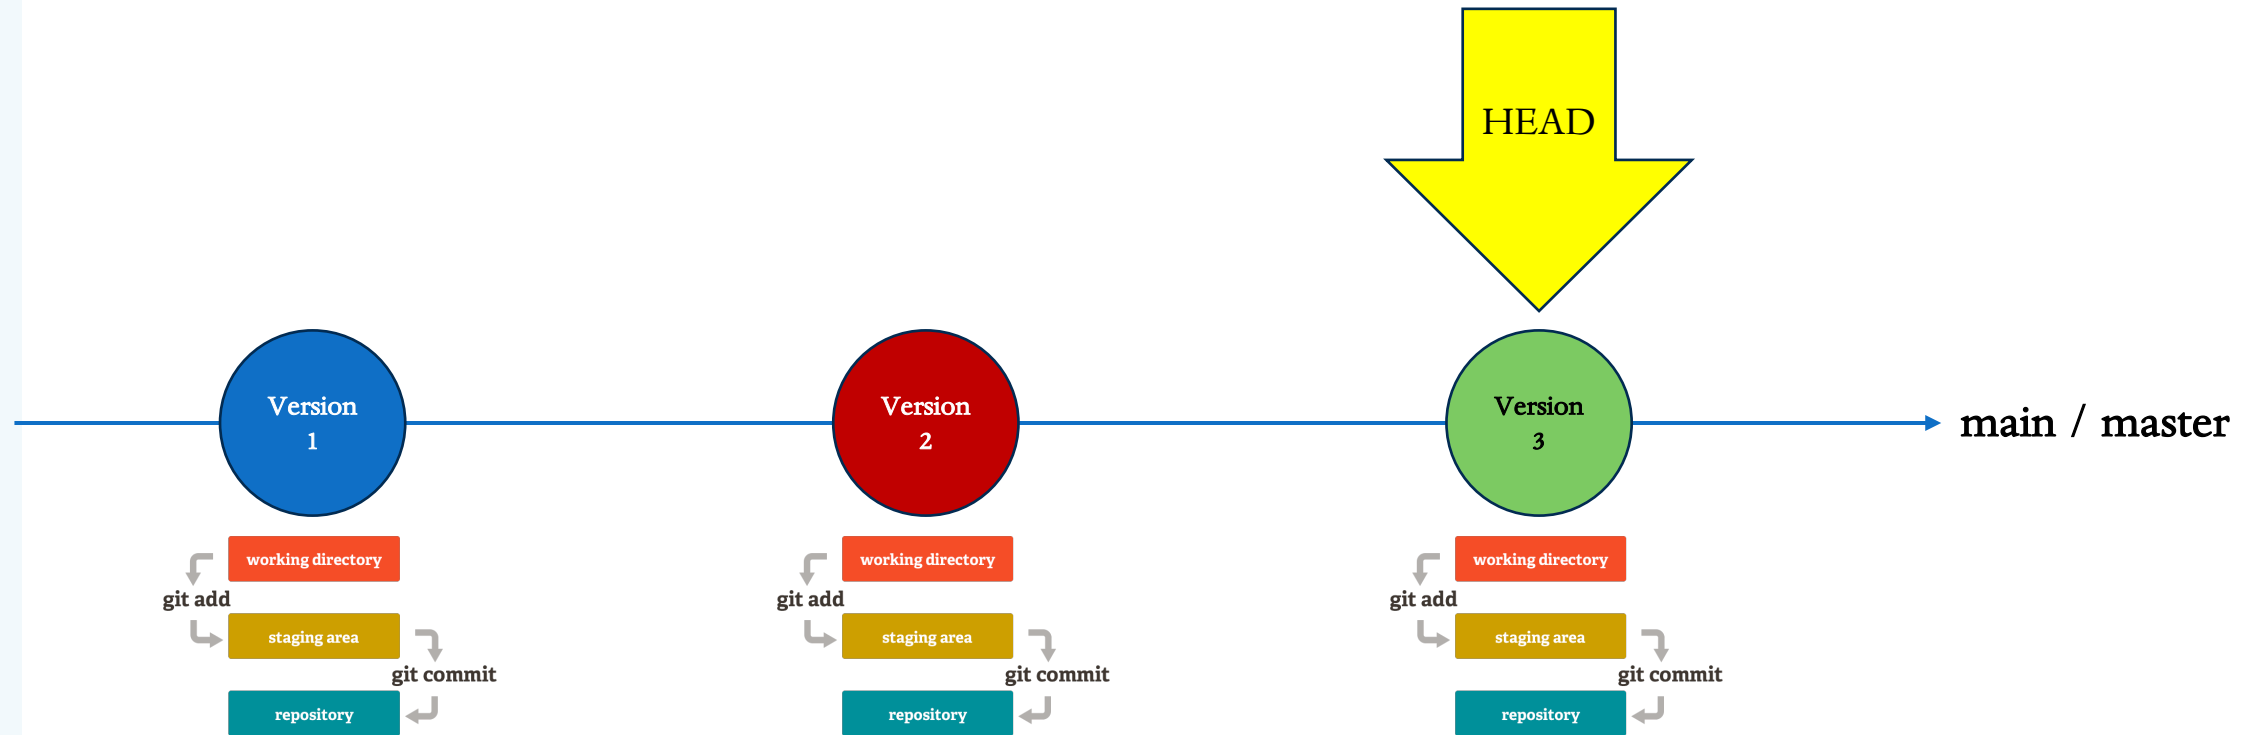 HEAD
Version
1
Version
2
Version
3
main / master
working directory
git add
staging area
git commit
repository
working directory
git add
staging area
git commit
repository
working directory
git add
staging area
git commit
repository